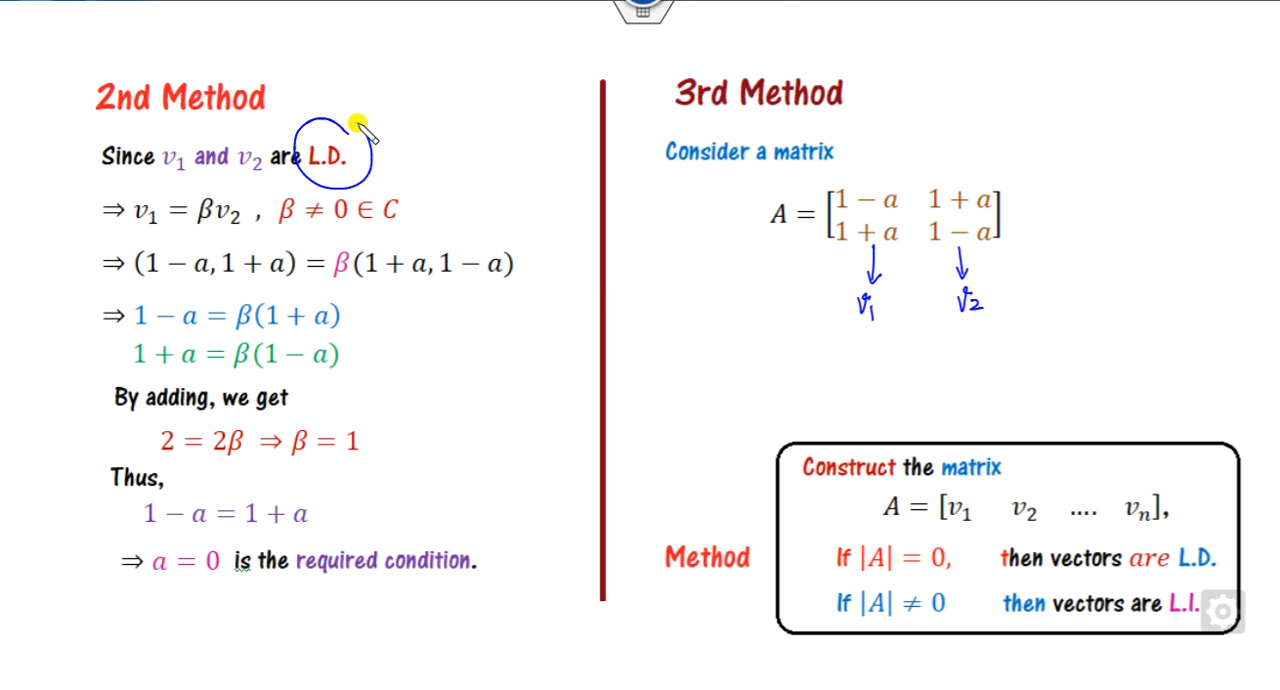 2nd Method
Since v₁ and v₂ are L.D.
⇒ v₁ = βv₂ , β ≠ 0 ∈ C
⇒ (1 − a, 1 + a) = β(1 + a, 1 − a)
⇒ 1 − a = β(1 + a)
1 + a = β(1 − a)
By adding, we get
2 = 2β ⇒ β = 1
Thus,
1 − a = 1 + a
⇒ a = 0 is the required condition.
3rd Method
Consider a matrix
A = [1 − a 1 + a
1 + a 1 − a]
v₁ v₂
Construct the matrix
A = [v₁ v₂ .... vₙ],
Method
If |A| = 0, then vectors are L.D.
If |A| ≠ 0 then vectors are L.I.